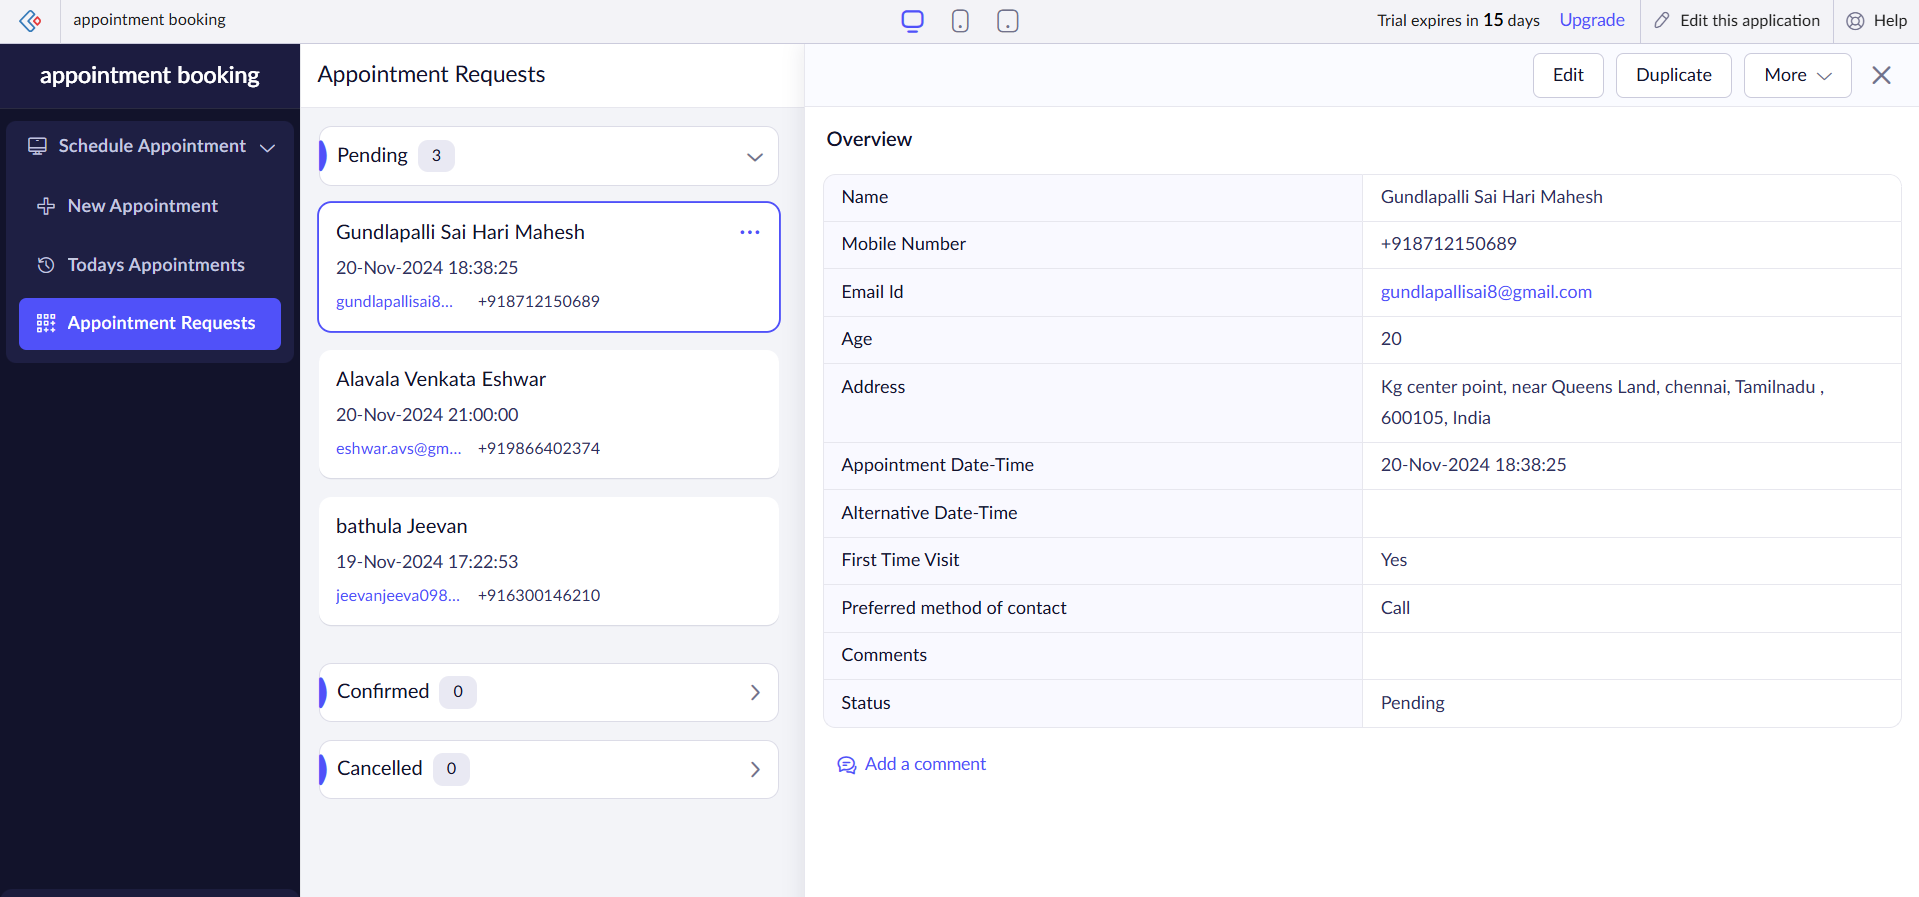 appointment booking
Trial expires in 15 days Upgrade Edit this application Help
appointment booking
Schedule Appointment
New Appointment
Todays Appointments
Appointment Requests
Appointment Requests
Pending 3
Gundlapalli Sai Hari Mahesh
20-Nov-2024 18:38:25
gundlapallisai8... +918712150689
Alavala Venkata Eshwar
20-Nov-2024 21:00:00
eshwar.avs@gm... +919866402374
bathula Jeevan
19-Nov-2024 17:22:53
jeevanjeeva098... +916300146210
Confirmed 0
Cancelled 0
Edit Duplicate More
Overview
Name Gundlapalli Sai Hari Mahesh
Mobile Number +918712150689
Email Id gundlapallisai8@gmail.com
Age 20
Address Kg center point, near Queens Land, chennai, Tamilnadu ,
600105, India
Appointment Date-Time 20-Nov-2024 18:38:25
Alternative Date-Time
First Time Visit Yes
Preferred method of contact Call
Comments
Status Pending
Add a comment